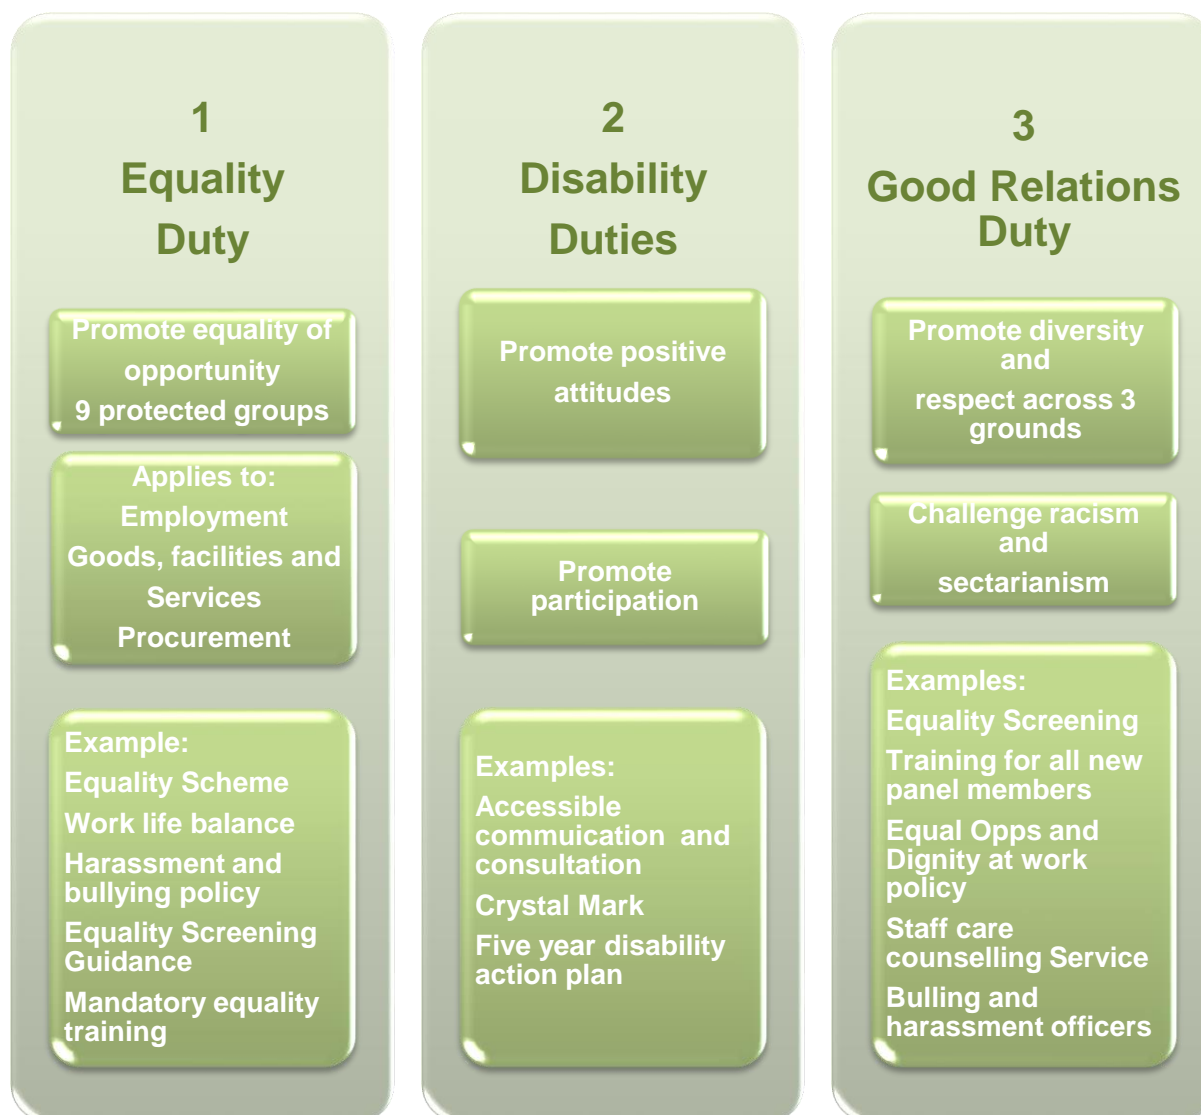 1
Equality
Duty
Promote equality of
opportunity
9 protected groups
Applies to:
Employment
Goods, facilities and
Services
Procurement
Example:
Equality Scheme
Work life balance
Harassment and
bullying policy
Equality Screening
Guidance
Mandatory equality
training
2
Disability
Duties
Promote positive
attitudes
Promote
participation
Examples:
Accessible
commuication and
consultation
Crystal Mark
Five year disability
action plan
3
Good Relations
Duty
Promote diversity
and
respect across 3
grounds
Challenge racism
and
sectarianism
Examples:
Equality Screening
Training for all new
panel members
Equal Opps and
Dignity at work
policy
Staff care
counselling Service
Bulling and
harassment officers